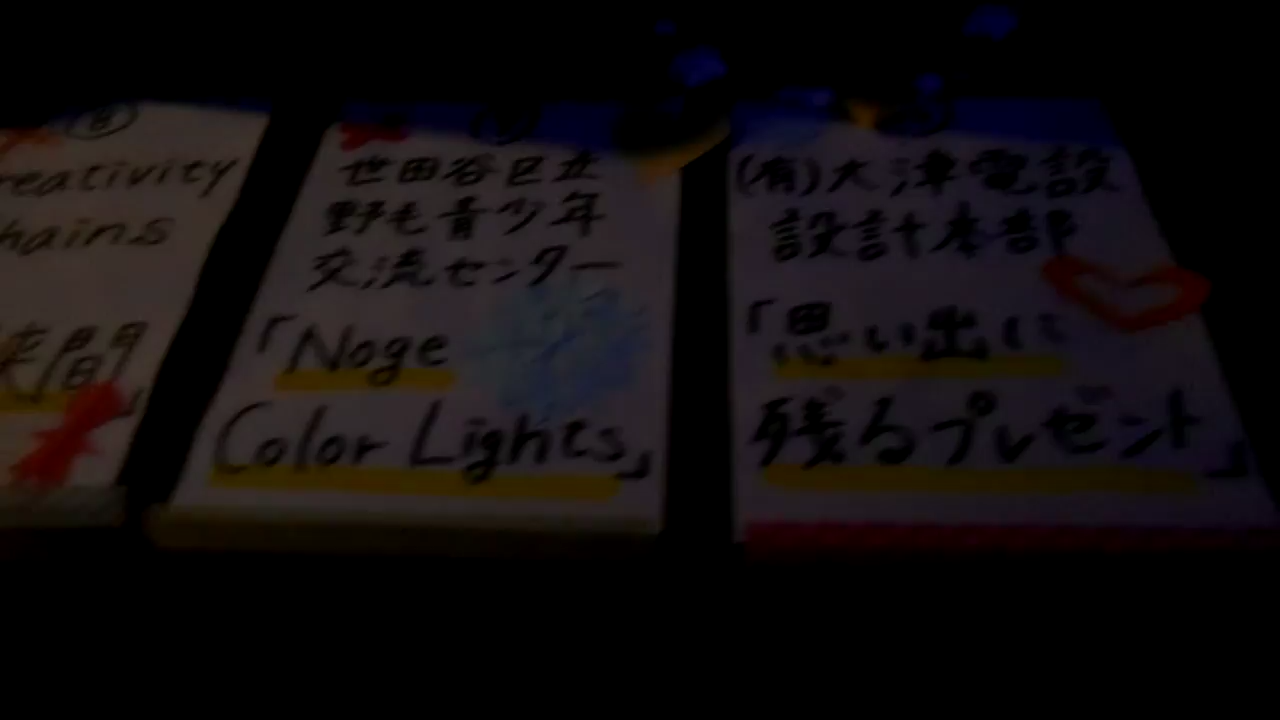 ⑧
reativity
hains
間」
世田谷区立
野毛青少年
交流センター
「Noge
Color Lights」
(有)大津電設
設計本部
「思い出に
残るプレゼント」